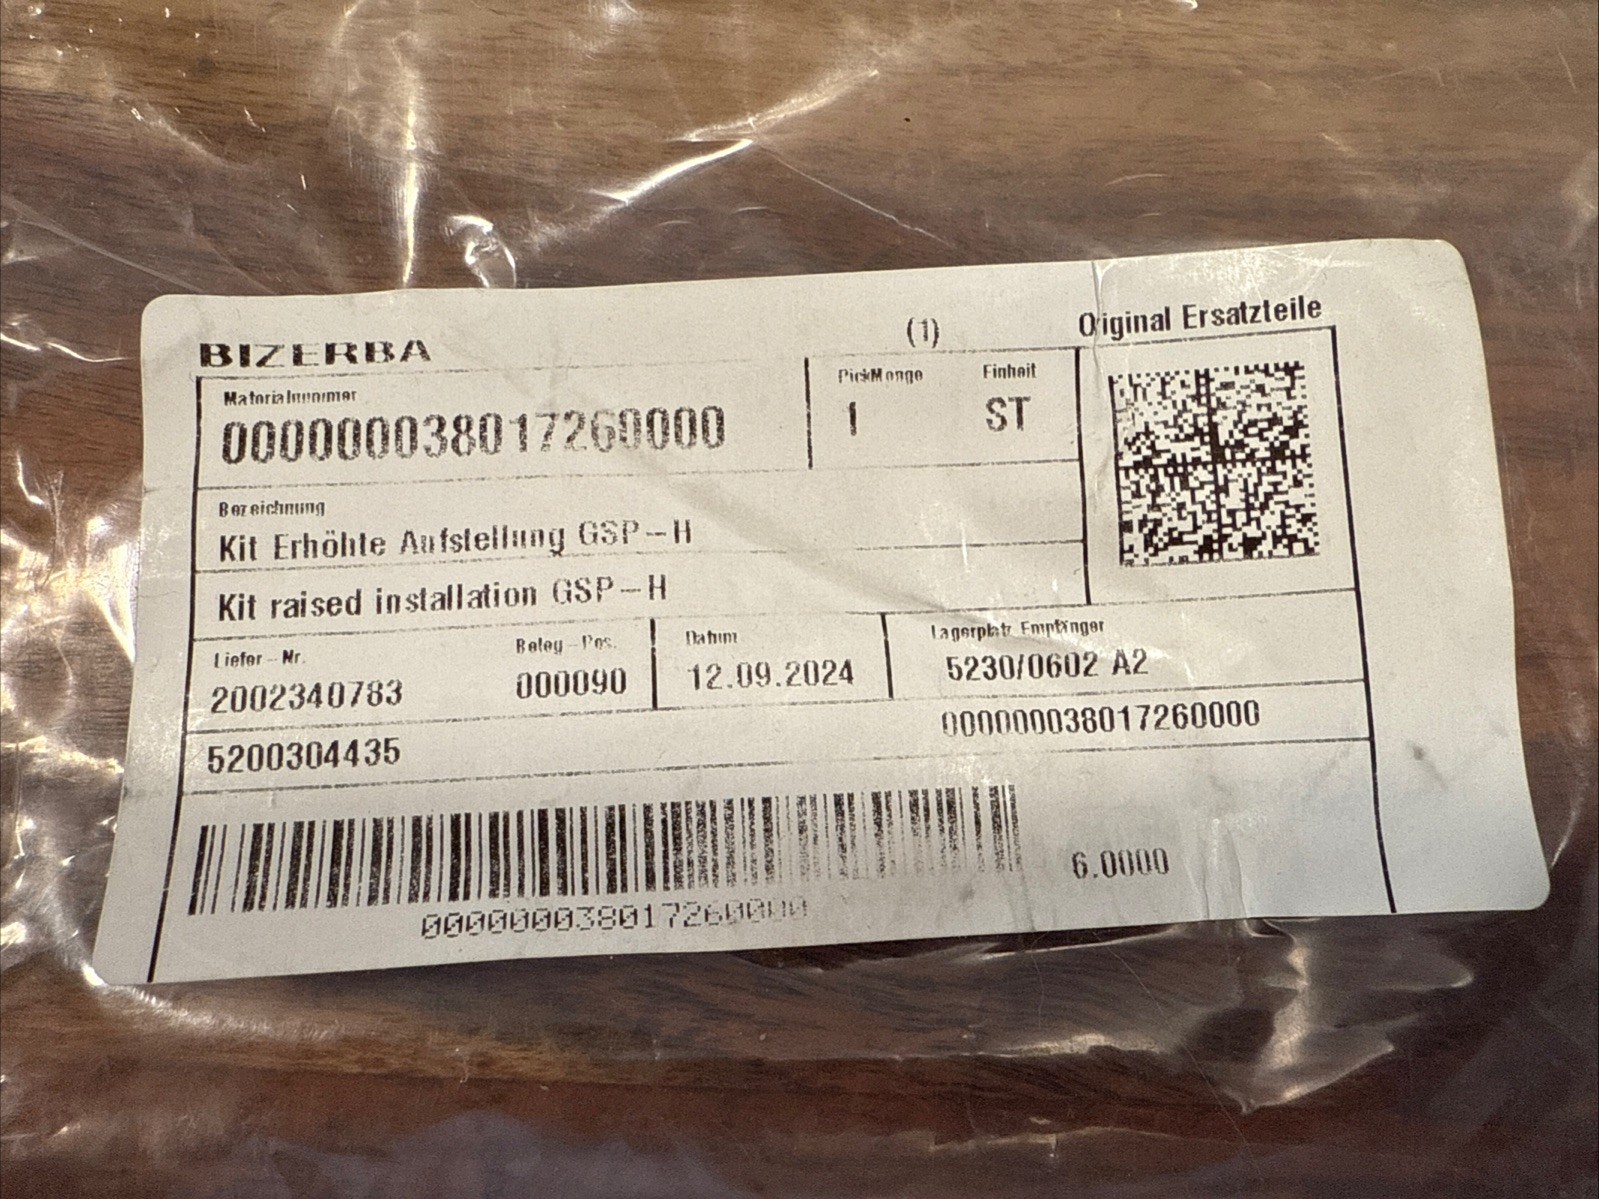 BIZERBA
(1)
Original Ersatzteile
Materialnummer
000000038017260000
PickMenge
1
Einheit
ST
Bezeichnung
Kit Erhöhte Aufstellung GSP-H
Kit raised installation GSP-H
Liefer-Nr.
2002340783
Beleg-Pos.
000090
Datum
12.09.2024
Lagerplatz Empfänger
5230/0602 A2
5200304435
000000038017260000
6.0000
000000038017260000